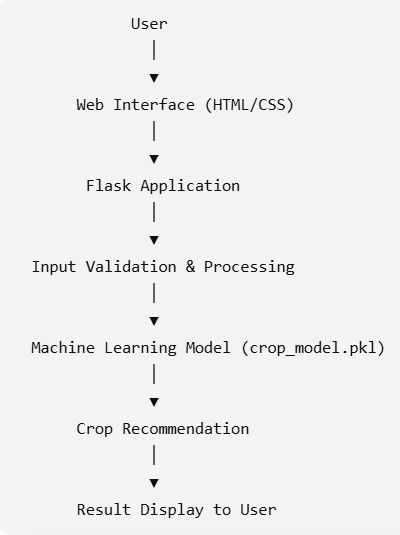 User
Web Interface (HTML/CSS)
Flask Application
Input Validation & Processing
Machine Learning Model (crop_model.pkl)
Crop Recommendation
Result Display to User